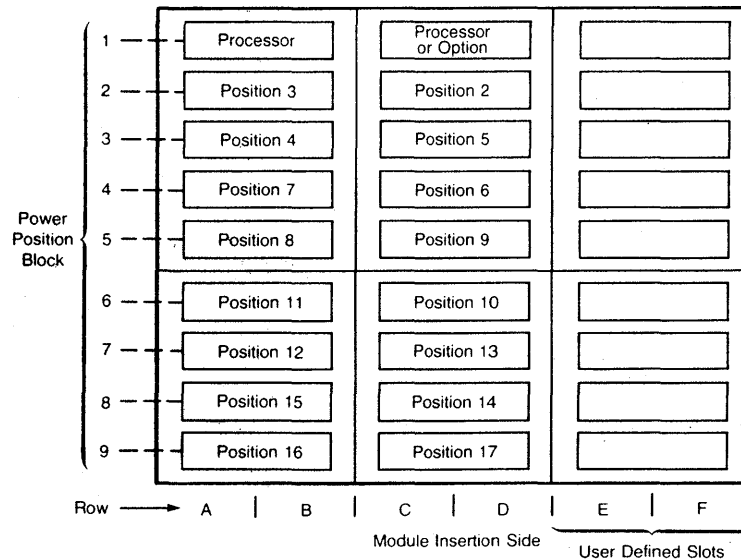 1 Processor Processor or Option
2 Position 3 Position 2
3 Position 4 Position 5
4 Position 7 Position 6
Power Position Block
5 Position 8 Position 9
6 Position 11 Position 10
7 Position 12 Position 13
8 Position 15 Position 14
9 Position 16 Position 17
Row A B C D E F
Module Insertion Side
User Defined Slots